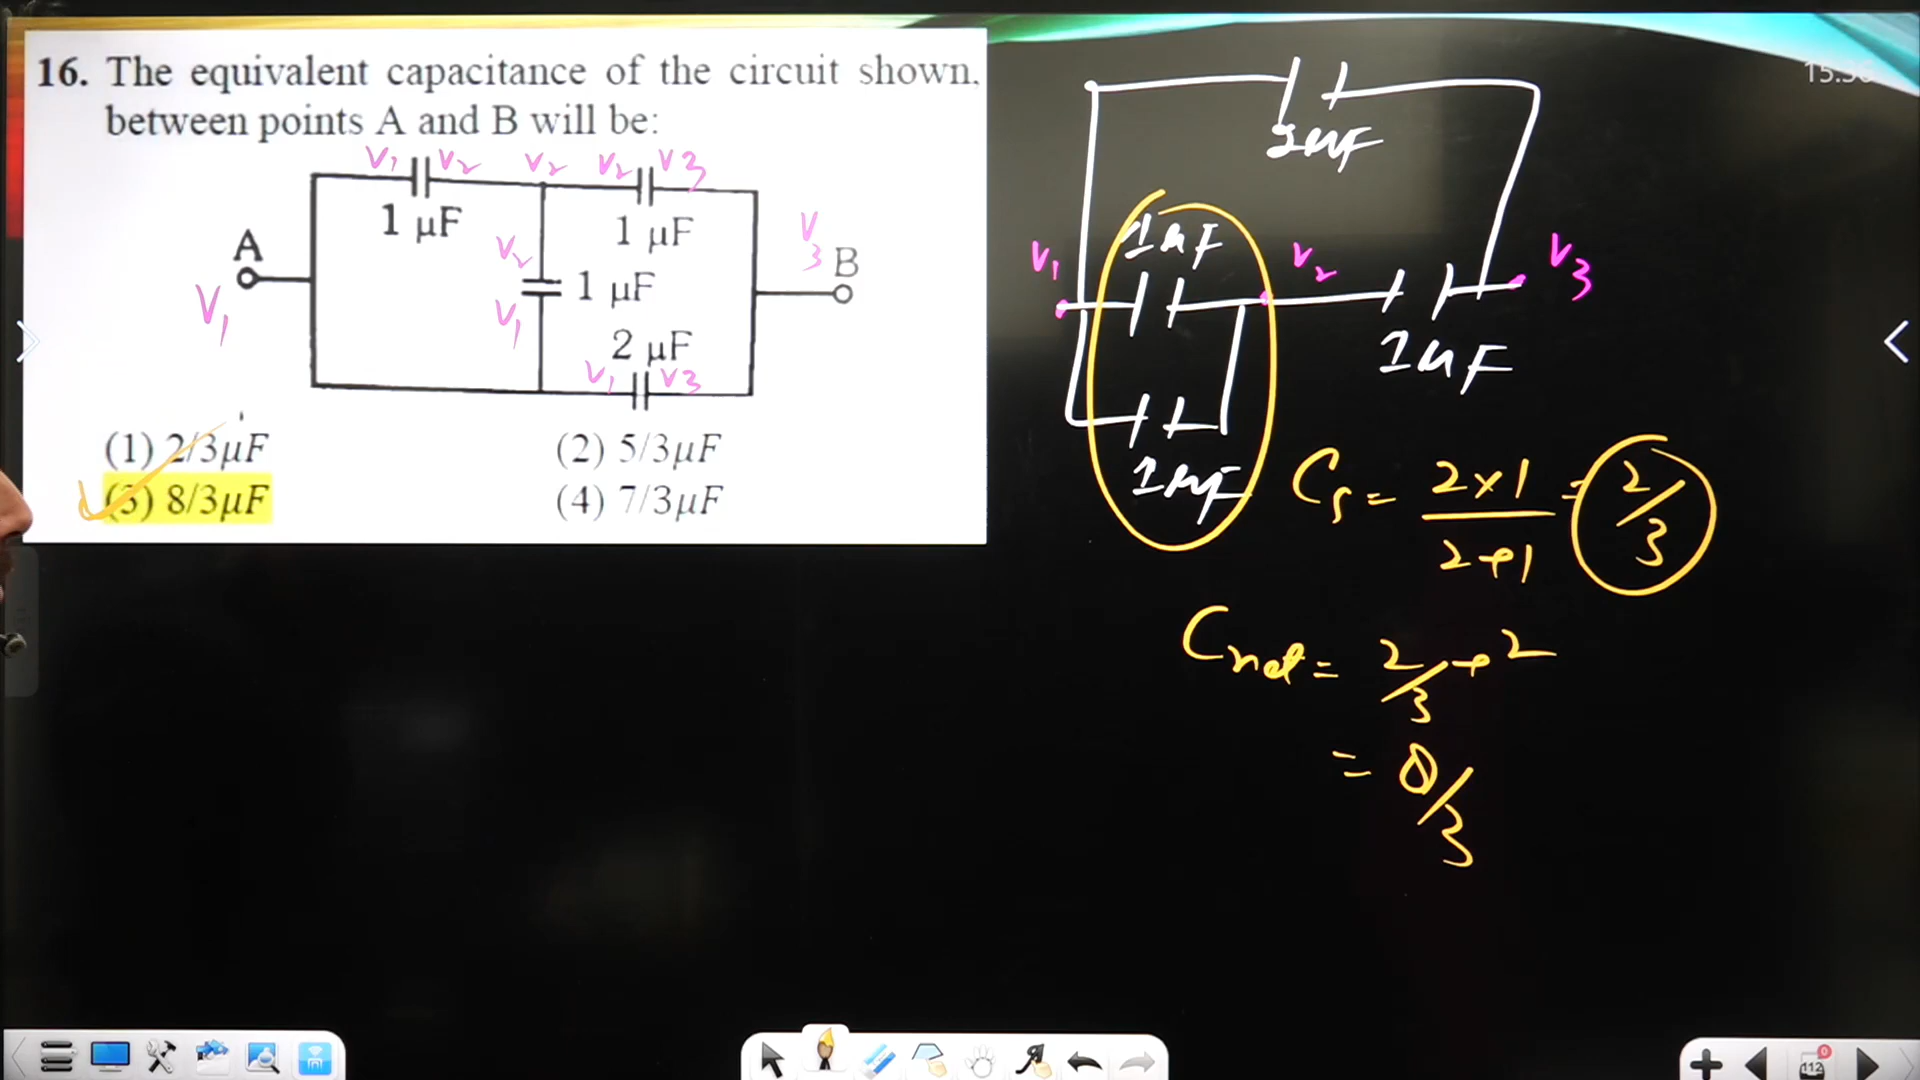 16. The equivalent capacitance of the circuit shown,
between points A and B will be:
V1 V2 V2 V2 V3
1 μF 1 μF
A V2 V3 B
1 μF
V1 V1
2 μF
V1 V3
(1) 2/3μF (2) 5/3μF
(3) 8/3μF (4) 7/3μF
2μF
1μF
V1 V2 V3
1μF
1μF
Cs = 2×1/2+1 = 2/3
Cnet = 2/3 + 2
= 8/3
112
0